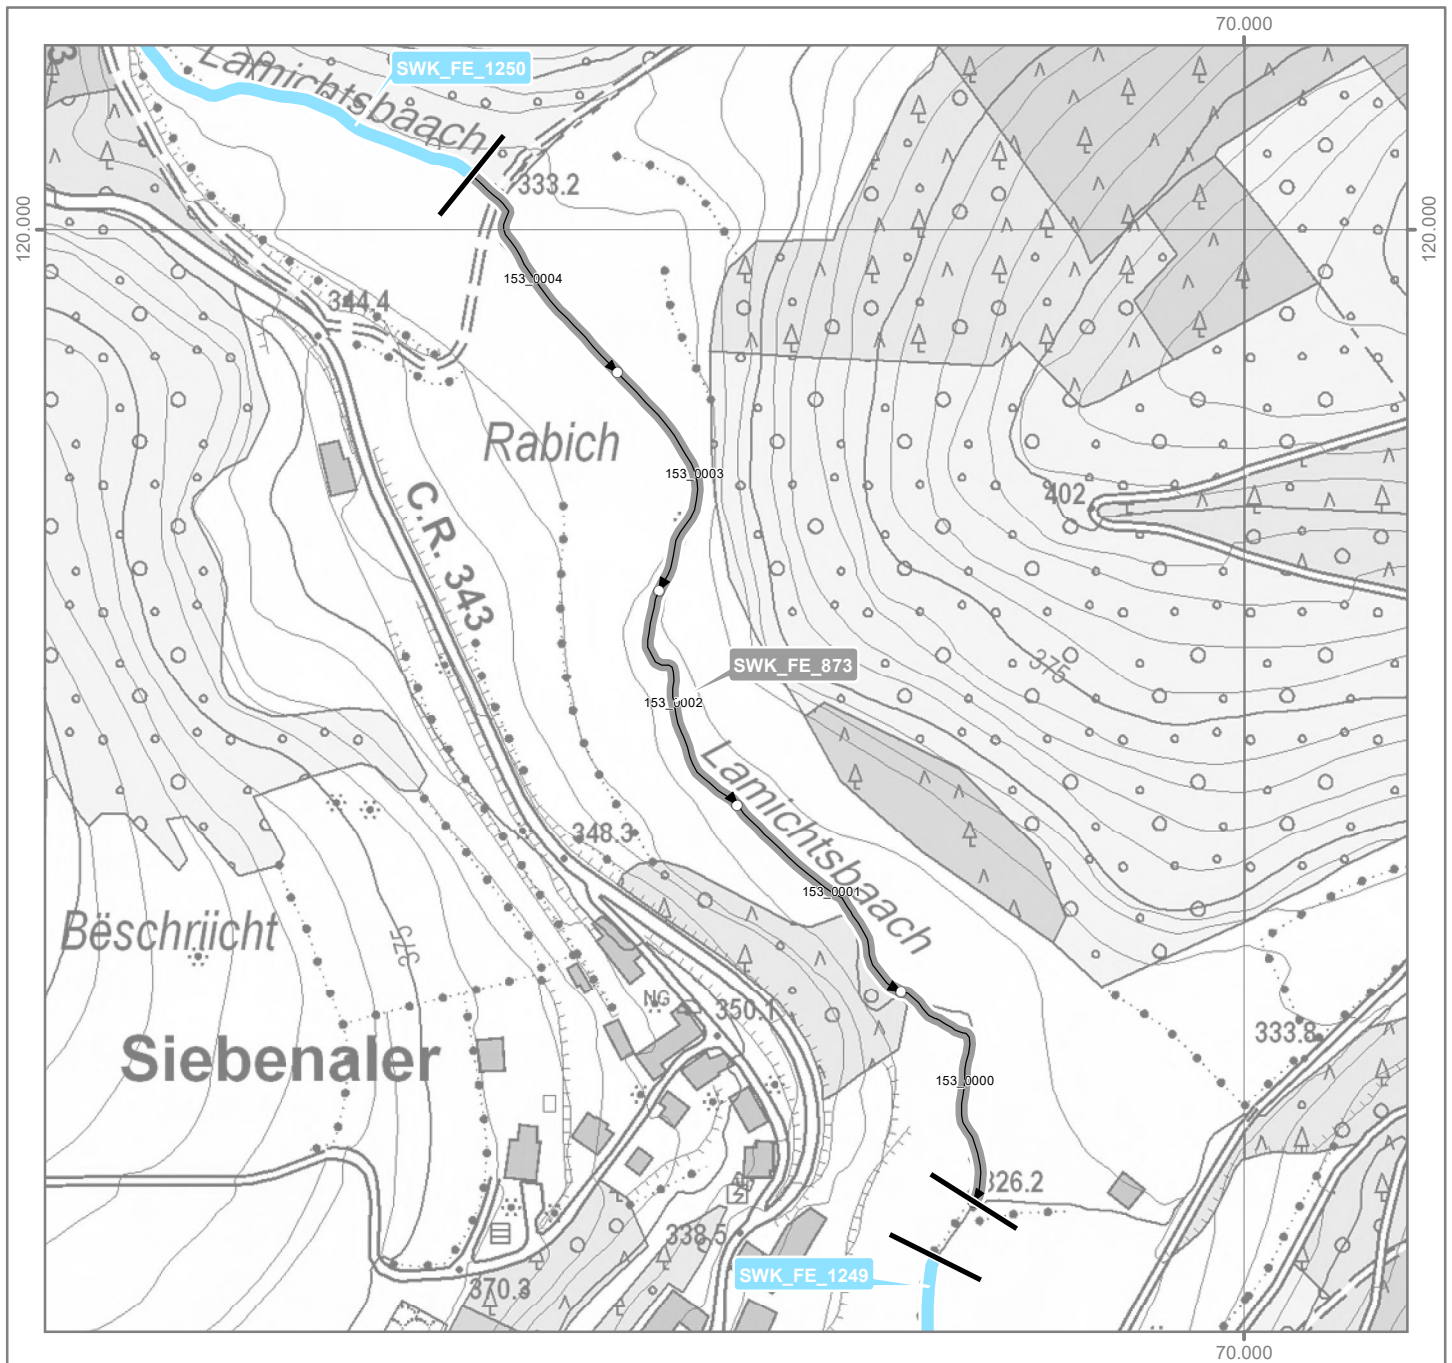 70.000
3
Lamichtsbaach
SWK_FE_1250
333.2
120.000
120.000
153_0004
344.4
Rabich
153_0003
402
C.R. 343
SWK_FE_873
375
153_0002
Lamichtsbaach
348.3
153_0001
Bëschriicht
375
NG
350.1
333.8
Siebenaler
153_0000
326.2
338.5
SWK_FE_1249
370.3
70.000